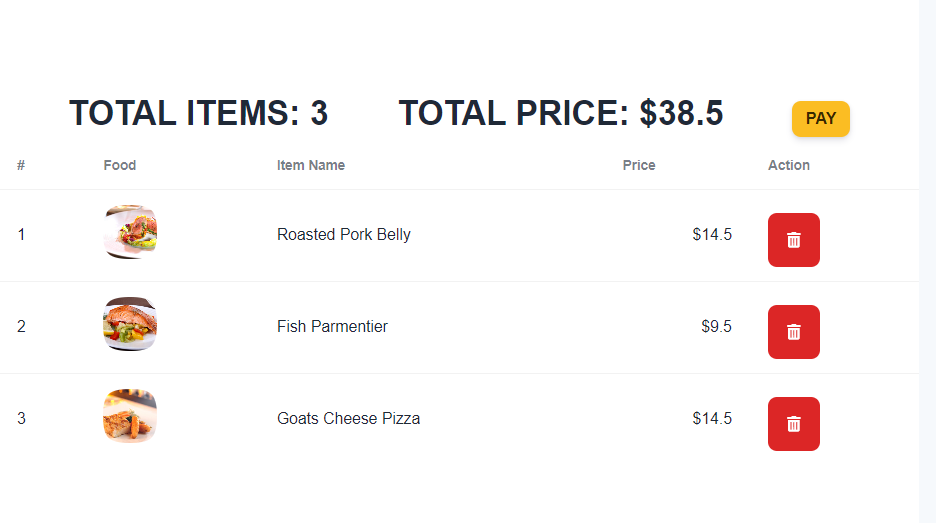 TOTAL ITEMS: 3 TOTAL PRICE: $38.5 PAY
# Food Item Name Price Action
1 Roasted Pork Belly $14.5
2 Fish Parmentier $9.5
3 Goats Cheese Pizza $14.5